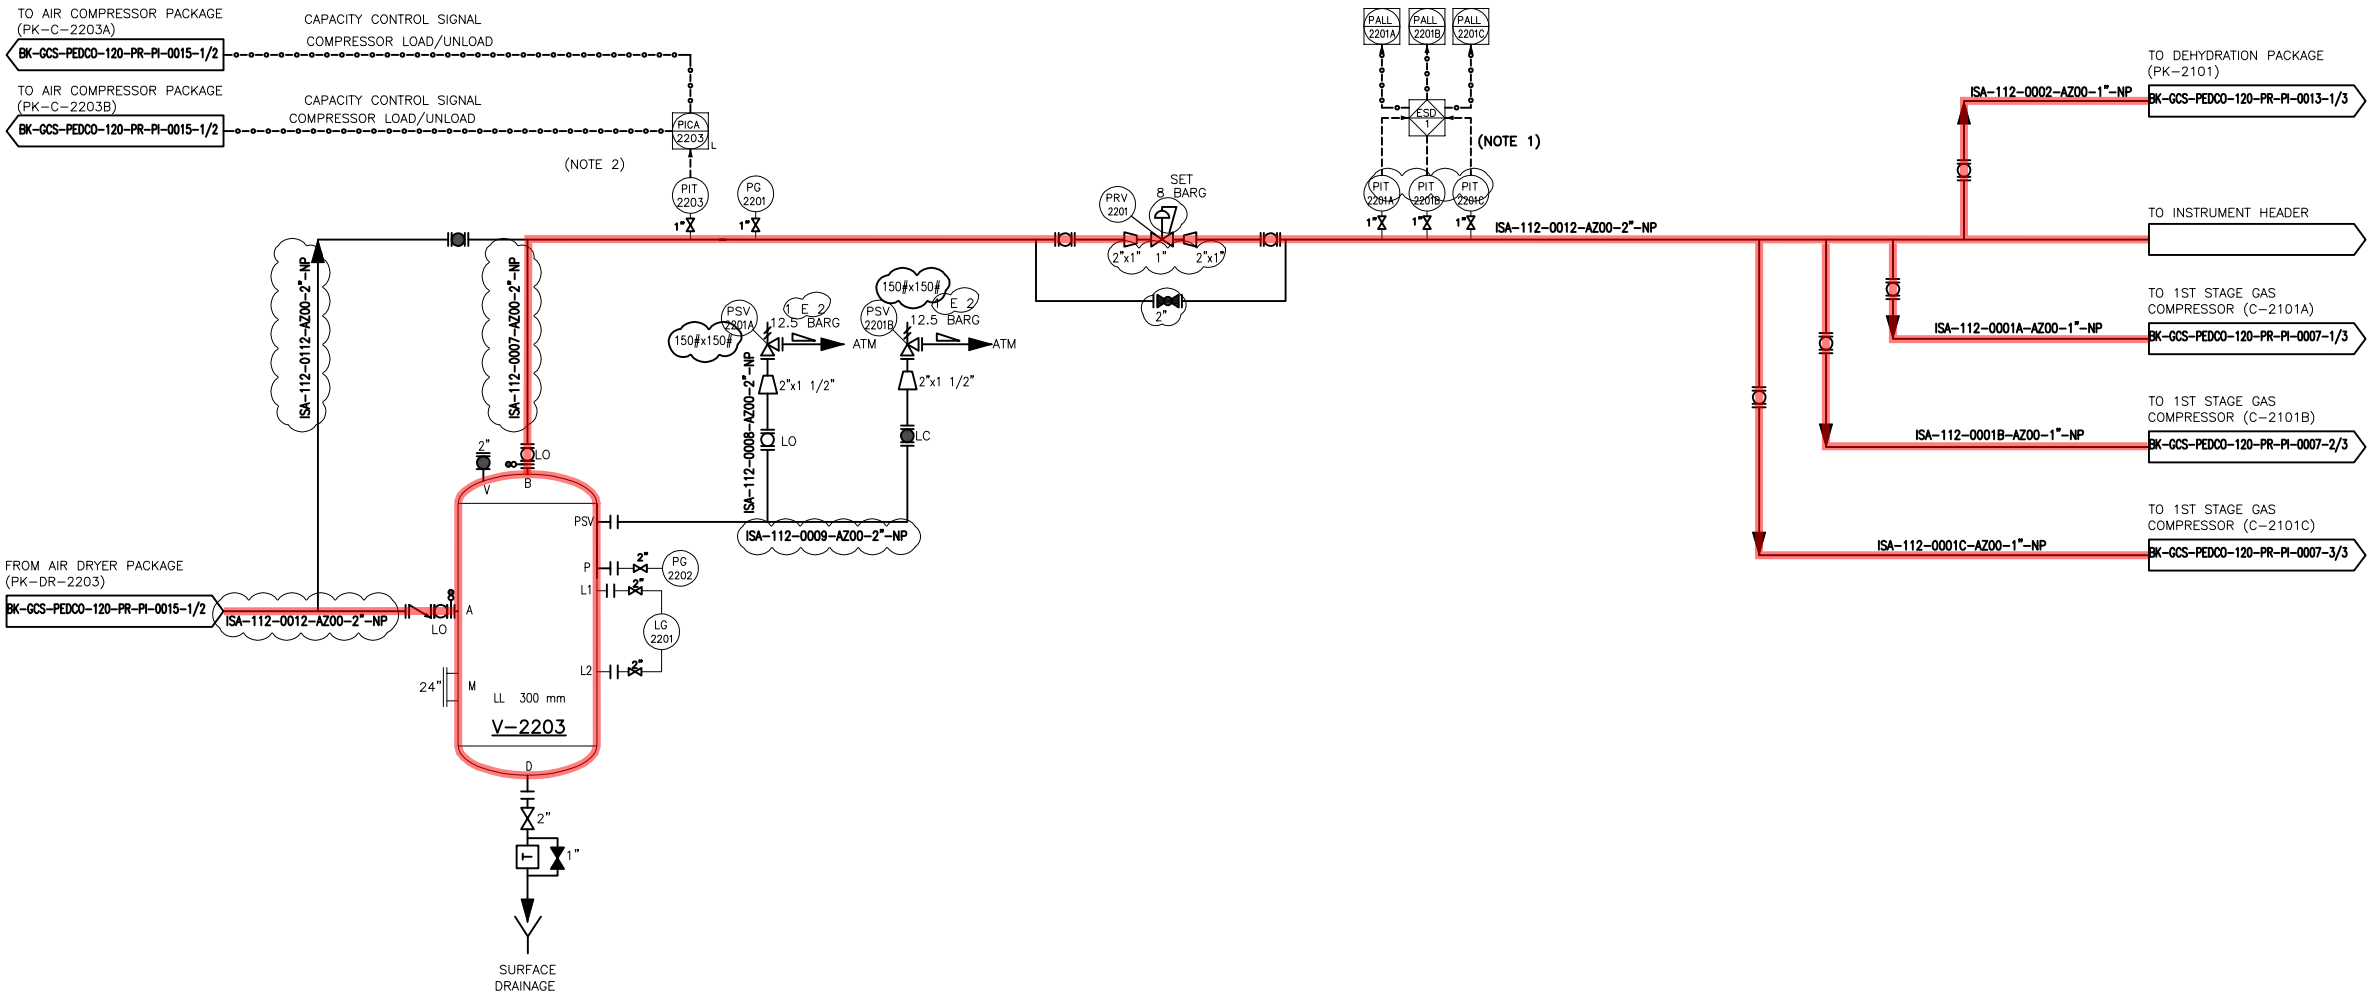 TO AIR COMPRESSOR PACKAGE
(PK-C-2203A)
BK-GCS-PEDCO-120-PR-PI-0015-1/2
CAPACITY CONTROL SIGNAL
COMPRESSOR LOAD/UNLOAD
TO AIR COMPRESSOR PACKAGE
(PK-C-2203B)
BK-GCS-PEDCO-120-PR-PI-0015-1/2
CAPACITY CONTROL SIGNAL
COMPRESSOR LOAD/UNLOAD
PICA
2203
L
(NOTE 2)
PIT
2203
1"
PG
2201
1"
PRV
2201
SET
8 BARG
2"x1"
1"
2"x1"
2"
PALL
2201A
PALL
2201B
PALL
2201C
ESD
1
(NOTE 1)
PIT
2201A
PIT
2201B
PIT
2201C
1"
1"
1"
ISA-112-0012-AZ00-2"-NP
ISA-112-0002-AZ00-1"-NP
TO DEHYDRATION PACKAGE
(PK-2101)
BK-GCS-PEDCO-120-PR-PI-0013-1/3
TO INSTRUMENT HEADER
TO 1ST STAGE GAS
COMPRESSOR (C-2101A)
ISA-112-0001A-AZ00-1"-NP
BK-GCS-PEDCO-120-PR-PI-0007-1/3
TO 1ST STAGE GAS
COMPRESSOR (C-2101B)
ISA-112-0001B-AZ00-1"-NP
BK-GCS-PEDCO-120-PR-PI-0007-2/3
TO 1ST STAGE GAS
COMPRESSOR (C-2101C)
ISA-112-0001C-AZ00-1"-NP
BK-GCS-PEDCO-120-PR-PI-0007-3/3
ISA-112-0112-AZ00-2"-NP
ISA-112-0007-AZ00-2"-NP
150#x150#
PSV
2201A
1 E 2
12.5 BARG
ATM
2"x1 1/2"
LO
ISA-112-0008-AZ00-2"-NP
150#x150#
PSV
2201B
1 E 2
12.5 BARG
ATM
2"x1 1/2"
LC
ISA-112-0009-AZ00-2"-NP
2"
V
LO
B
PSV
P
2"
PG
2202
L1
2"
LG
2201
L2
2"
FROM AIR DRYER PACKAGE
(PK-DR-2203)
BK-GCS-PEDCO-120-PR-PI-0015-1/2
ISA-112-0012-AZ00-2"-NP
LO
A
24"
M
LL 300 mm
V-2203
D
2"
T
1"
SURFACE
DRAINAGE